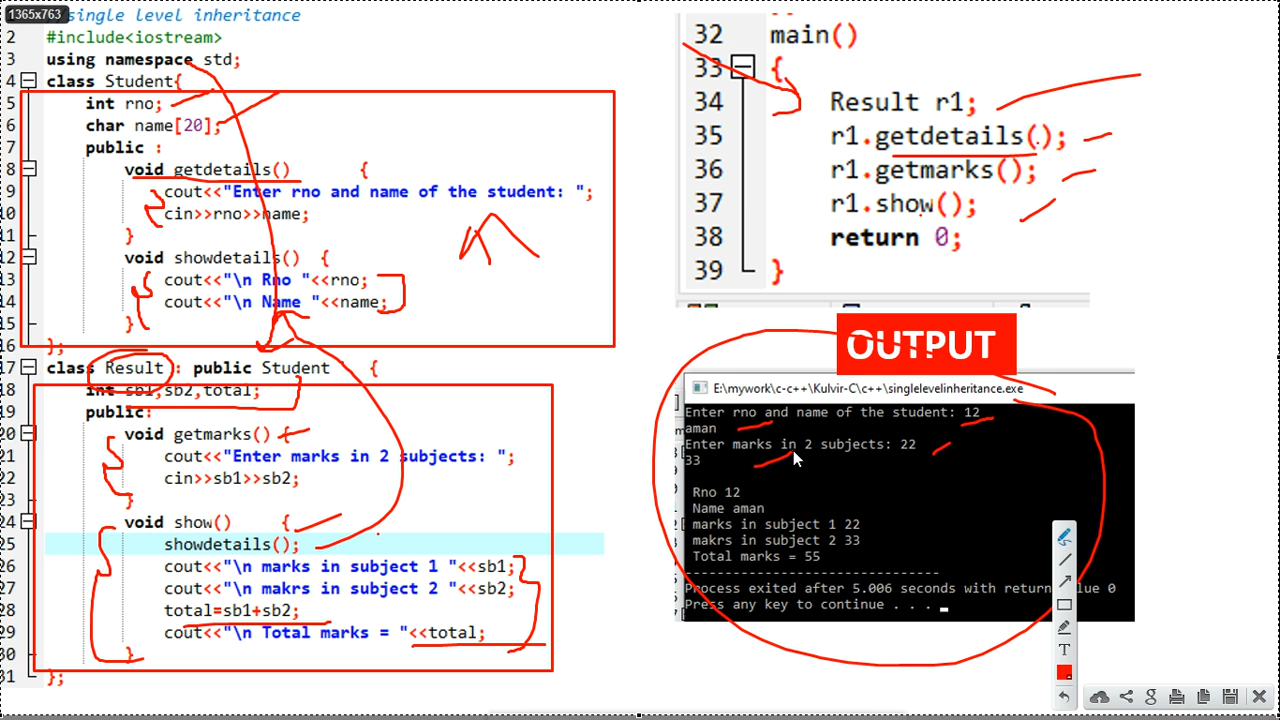 1365x763
single level inheritance
2 #include<iostream>
3 using namespace std;
4 class Student{
5 int rno;
6 char name[20];
7 public :
8 void getdetails() {
9 cout<<"Enter rno and name of the student: ";
10 cin>>rno>>name;
11 }
12 void showdetails() {
13 cout<<"\n Rno "<<rno;
14 cout<<"\n Name "<<name;
15 }
16 };
17 class Result : public Student {
18 int sb1,sb2,total;
19 public:
20 void getmarks() {
21 cout<<"Enter marks in 2 subjects: ";
22 cin>>sb1>>sb2;
23 }
24 void show() {
25 showdetails();
26 cout<<"\n marks in subject 1 "<<sb1;
27 cout<<"\n makrs in subject 2 "<<sb2;
28 total=sb1+sb2;
29 cout<<"\n Total marks = "<<total;
30 }
31 };
32 main()
33 {
34 Result r1;
35 r1.getdetails();
36 r1.getmarks();
37 r1.show();
38 return 0;
39 }
OUTPUT
E:\mywork\c-c++\Kulvir-C\c++\singlelevelinheritance.exe
Enter rno and name of the student: 12
aman
Enter marks in 2 subjects: 22
33
Rno 12
Name aman
marks in subject 1 22
makrs in subject 2 33
Total marks = 55
--------------------------------
Process exited after 5.006 seconds with return lue 0
Press any key to continue . . .
T
g